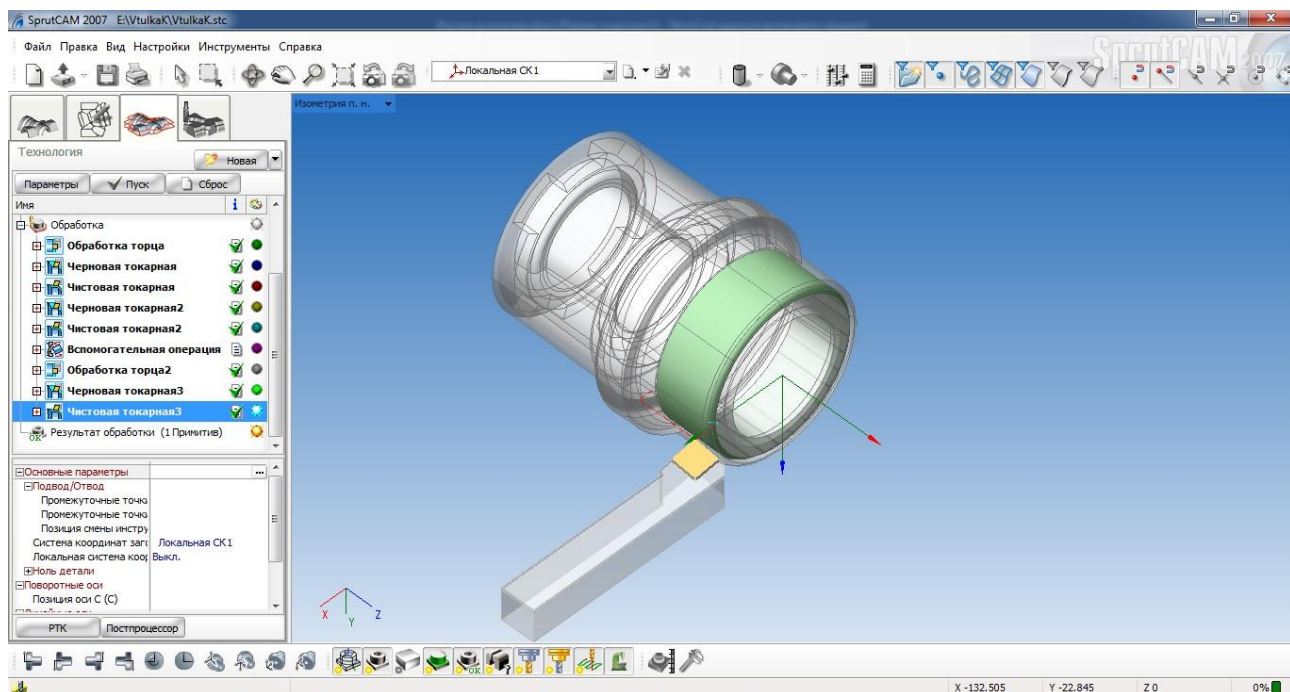 SprutCAM 2007 E:\VtulkaK\VtulkaK.stc
Файл Правка Вид Настройки Инструменты Справка
Локальная СК1
SprutCAM 2007
Изометрия п. н.
Технология
Новая
Параметры Пуск Сброс
Имя
Обработка
Обработка торца
Черновая токарная
Чистовая токарная
Черновая токарная2
Чистовая токарная2
Вспомогательная операция
Обработка торца2
Черновая токарная3
Чистовая токарная3
Результат обработки (1 Примитив)
Основные параметры ...
Подвод/Отвод
Промежуточные точки
Промежуточные точки
Позиция смены инстру
Система координат заго Локальная СК1
Локальная система коор Выкл.
Ноль детали
Поворотные оси
Позиция оси C (C)
РТК Постпроцессор
X Y Z
X -132.505 Y -22.845 Z 0 0%